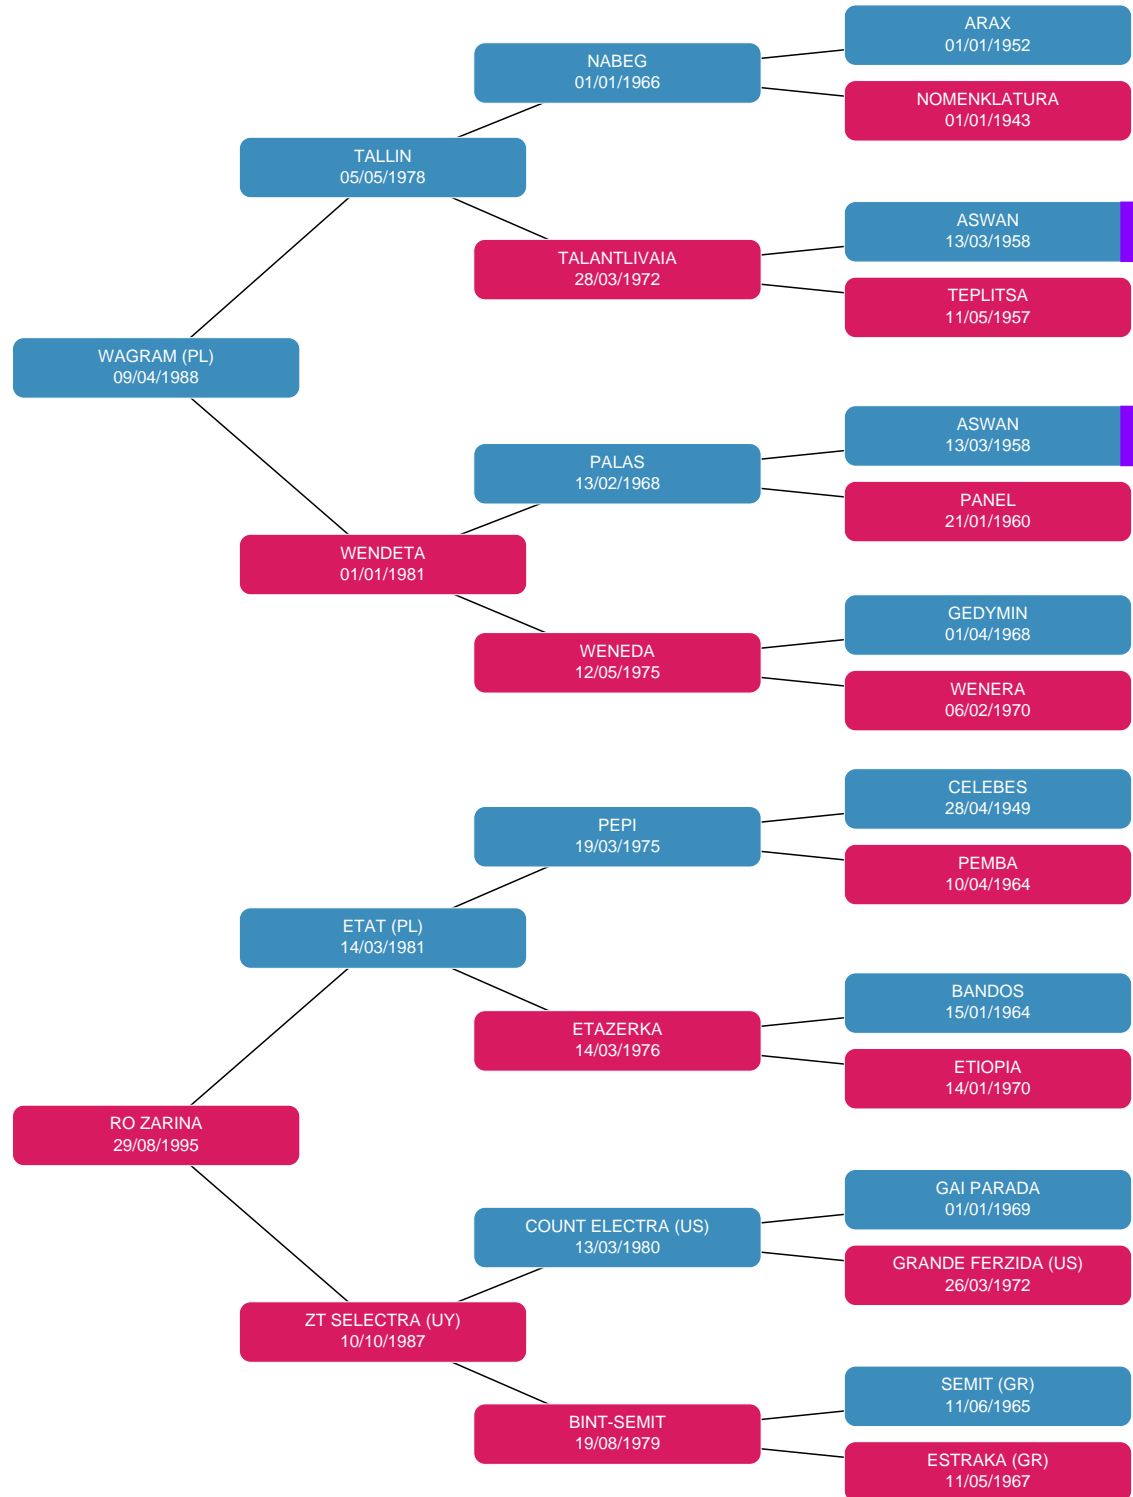 ARAX
01/01/1952
NABEG
01/01/1966
NOMENKLATURA
01/01/1943
TALLIN
05/05/1978
ASWAN
13/03/1958
TALANTLIVAIA
28/03/1972
TEPLITSA
11/05/1957
WAGRAM (PL)
09/04/1988
ASWAN
13/03/1958
PALAS
13/02/1968
PANEL
21/01/1960
WENDETA
01/01/1981
GEDYMIN
01/04/1968
WENEDA
12/05/1975
WENERA
06/02/1970
CELEBES
28/04/1949
PEPI
19/03/1975
PEMBA
10/04/1964
ETAT (PL)
14/03/1981
BANDOS
15/01/1964
ETAZERKA
14/03/1976
ETIOPIA
14/01/1970
RO ZARINA
29/08/1995
GAI PARADA
01/01/1969
COUNT ELECTRA (US)
13/03/1980
GRANDE FERZIDA (US)
26/03/1972
ZT SELECTRA (UY)
10/10/1987
SEMIT (GR)
11/06/1965
BINT-SEMIT
19/08/1979
ESTRAKA (GR)
11/05/1967